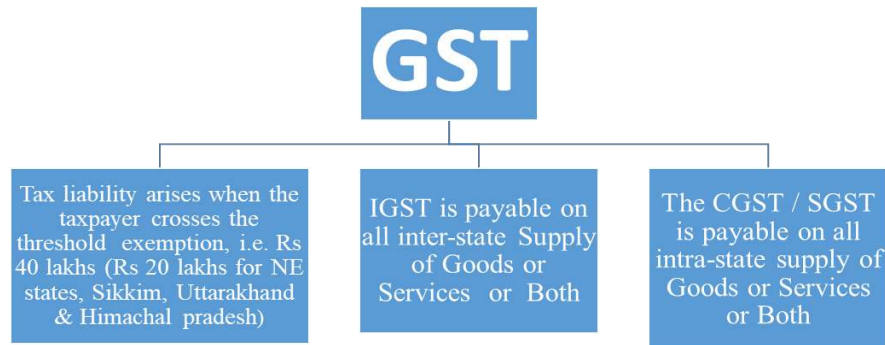 GST
Tax liability arises when the
taxpayer crosses the
threshold exemption, i.e. Rs
40 lakhs (Rs 20 lakhs for NE
states, Sikkim, Uttarakhand
& Himachal pradesh)
IGST is payable on
all inter-state Supply
of Goods or
Services or Both
The CGST / SGST
is payable on all
intra-state supply of
Goods or Services
or Both